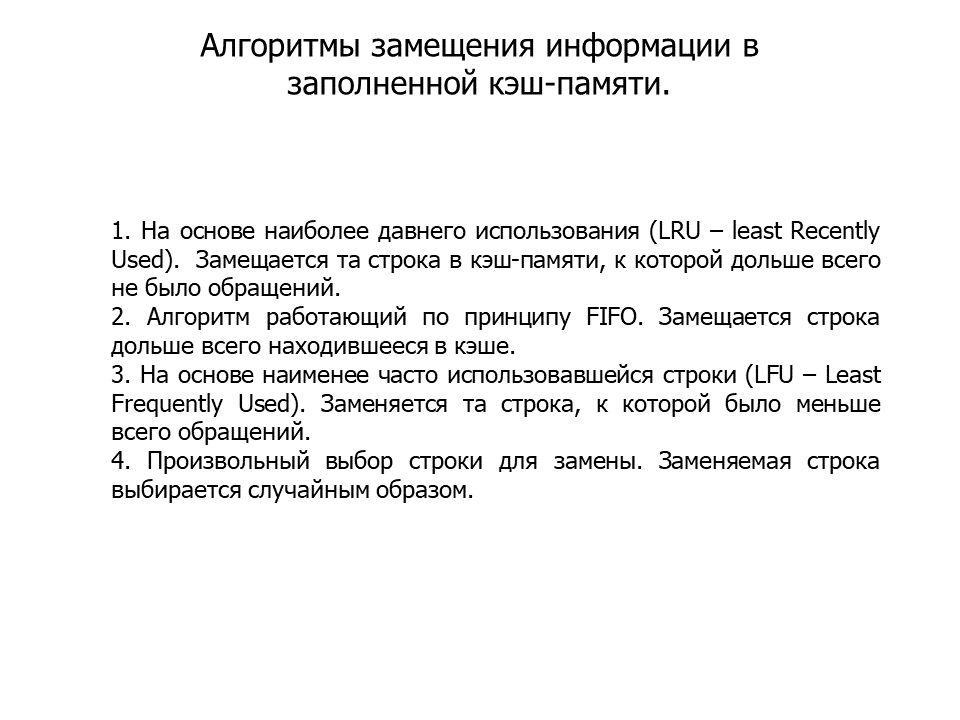 Алгоритмы замещения информации в
заполненной кэш-памяти.
1. На основе наиболее давнего использования (LRU – least Recently
Used). Замещается та строка в кэш-памяти, к которой дольше всего
не было обращений.
2. Алгоритм работающий по принципу FIFO. Замещается строка
дольше всего находившееся в кэше.
3. На основе наименее часто использовавшейся строки (LFU – Least
Frequently Used). Заменяется та строка, к которой было меньше
всего обращений.
4. Произвольный выбор строки для замены. Заменяемая строка
выбирается случайным образом.